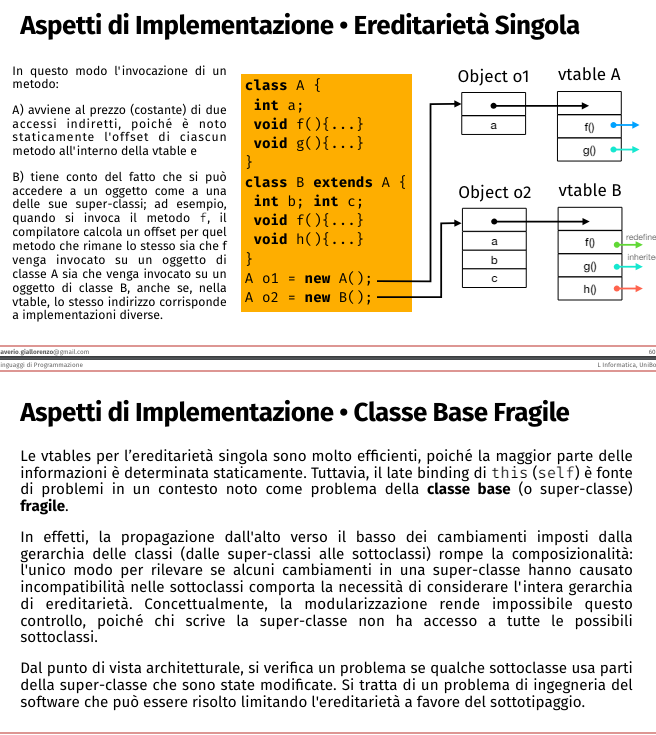 Aspetti di Implementazione • Ereditarietà Singola
In questo modo l'invocazione di un
metodo:
A) avviene al prezzo (costante) di due
accessi indiretti, poiché è noto
staticamente l'offset di ciascun
metodo all'interno della vtable e
B) tiene conto del fatto che si può
accedere a un oggetto come a una
delle sue super-classi; ad esempio,
quando si invoca il metodo f, il
compilatore calcola un offset per quel
metodo che rimane lo stesso sia che f
venga invocato su un oggetto di
classe A sia che venga invocato su un
oggetto di classe B, anche se, nella
vtable, lo stesso indirizzo corrisponde
a implementazioni diverse.
class A {
int a;
void f(){...}
void g(){...}
}
class B extends A {
int b; int c;
void f(){...}
void h(){...}
}
A o1 = new A();
A o2 = new B();
Object o1
a
vtable A
f()
g()
Object o2
a
b
c
vtable B
f()
redefine
g()
inherite
h()
averio.giallorenzo@gmail.com
60
inguaggi di Programmazione
L Informatica, UniBo
Aspetti di Implementazione • Classe Base Fragile
Le vtables per l'ereditarietà singola sono molto efficienti, poiché la maggior parte delle
informazioni è determinata staticamente. Tuttavia, il late binding di this (self) è fonte
di problemi in un contesto noto come problema della classe base (o super-classe)
fragile.
In effetti, la propagazione dall'alto verso il basso dei cambiamenti imposti dalla
gerarchia delle classi (dalle super-classi alle sottoclassi) rompe la composizionalità:
l'unico modo per rilevare se alcuni cambiamenti in una super-classe hanno causato
incompatibilità nelle sottoclassi comporta la necessità di considerare l'intera gerarchia
di ereditarietà. Concettualmente, la modularizzazione rende impossibile questo
controllo, poiché chi scrive la super-classe non ha accesso a tutte le possibili
sottoclassi.
Dal punto di vista architetturale, si verifica un problema se qualche sottoclasse usa parti
della super-classe che sono state modificate. Si tratta di un problema di ingegneria del
software che può essere risolto limitando l'ereditarietà a favore del sottotipaggio.